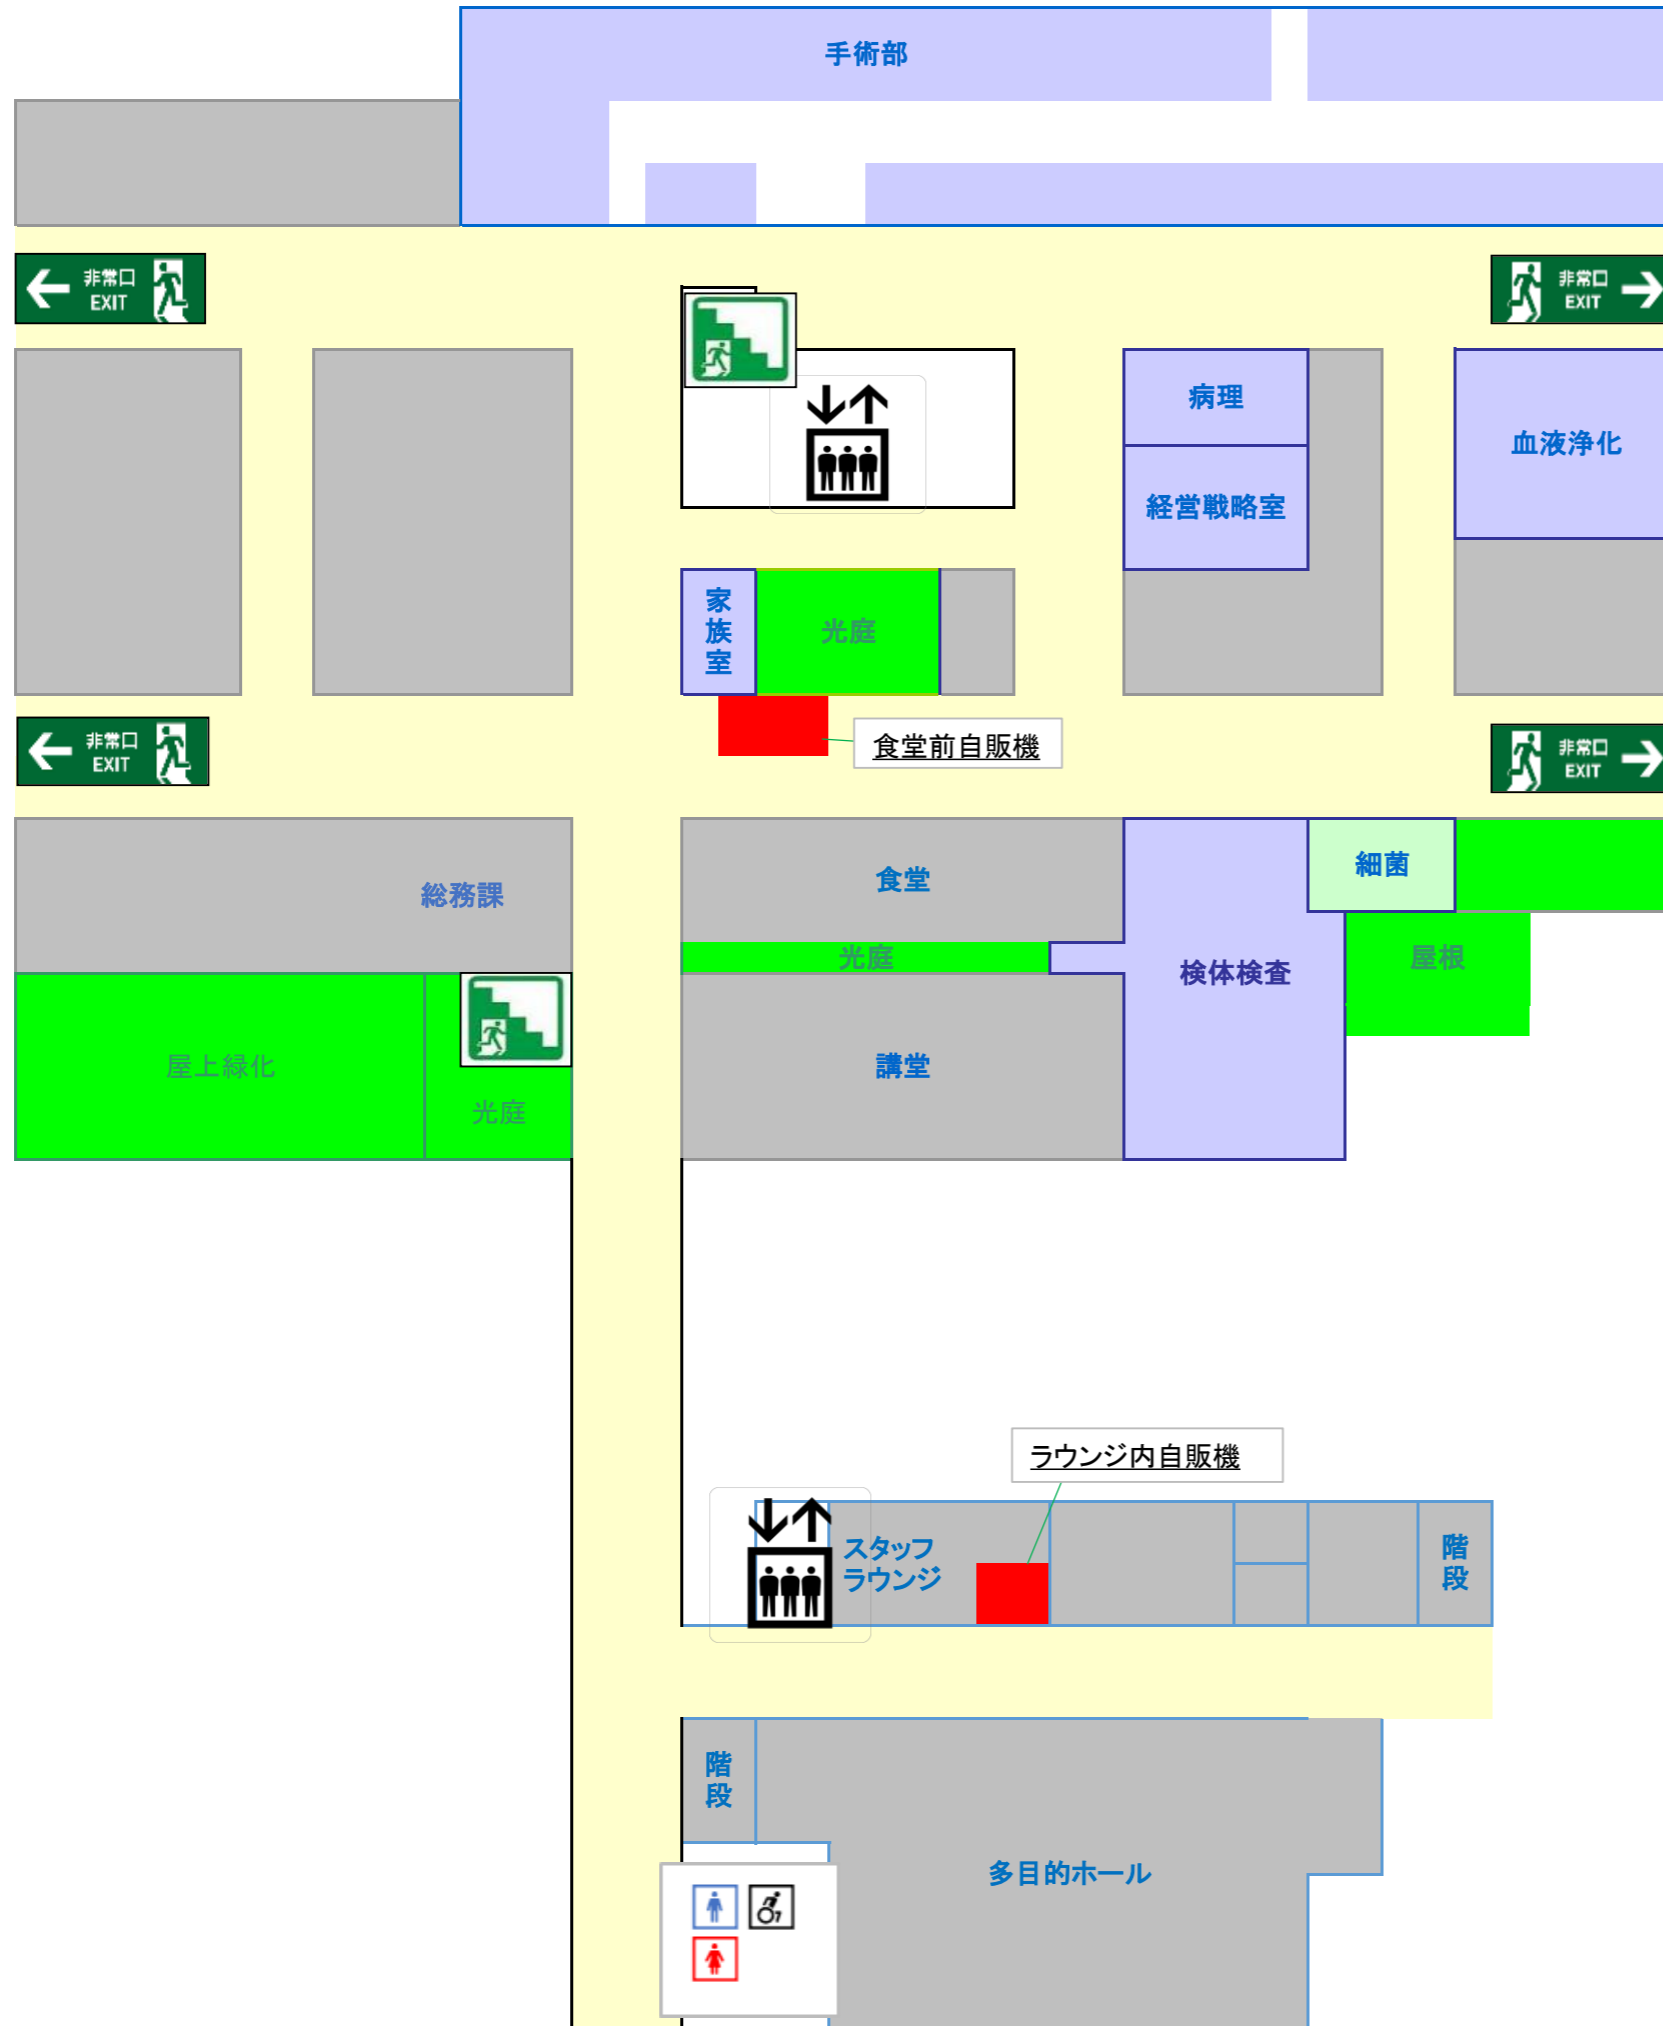 手術部
非常口
EXIT
非常口
EXIT
病理
血液浄化
経営戦略室
家
族
室
光庭
非常口
EXIT
食堂前自販機
非常口
EXIT
総務課
食堂
細菌
光庭
検体検査
屋根
屋上緑化
光庭
講堂
ラウンジ内自販機
スタッフ
ラウンジ
階
段
階
段
多目的ホール